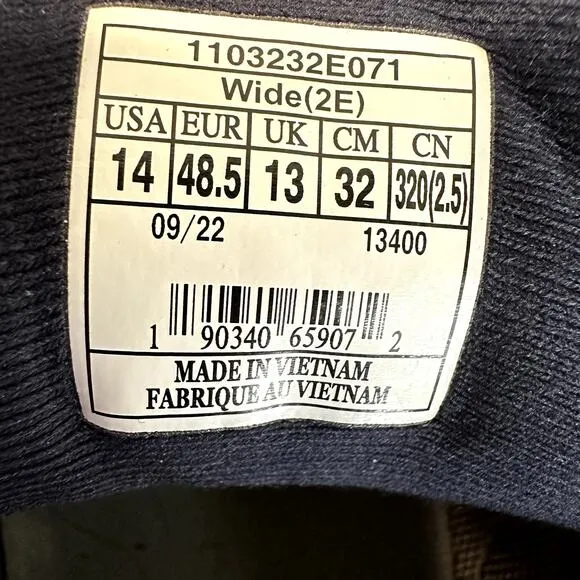 1103232E071
Wide(2E)
USA EUR UK CM CN
14 48.5 13 32 320(2.5)
09/22 13400
1 90340 65907 2
MADE IN VIETNAM
FABRIQUE AU VIETNAM